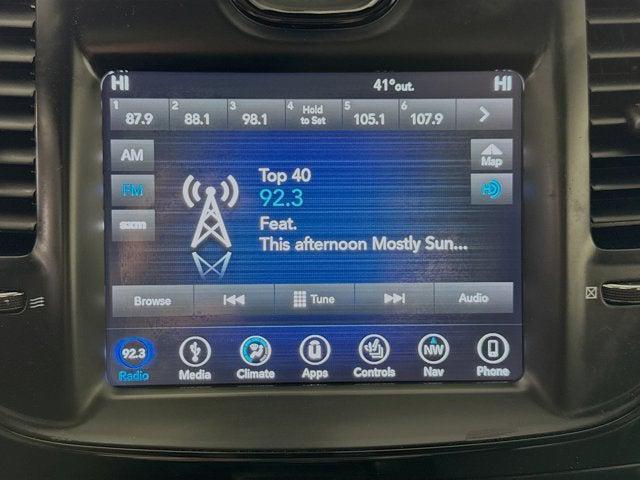 HI 41°out. HI
1 87.9 2 88.1 3 98.1 4 Hold to Set 5 105.1 6 107.9
AM
Map
FM
Top 40
92.3
Feat.
This afternoon Mostly Sun...
Browse Tune Audio
92.3 NW
Radio Media Climate Apps Controls Nav Phone